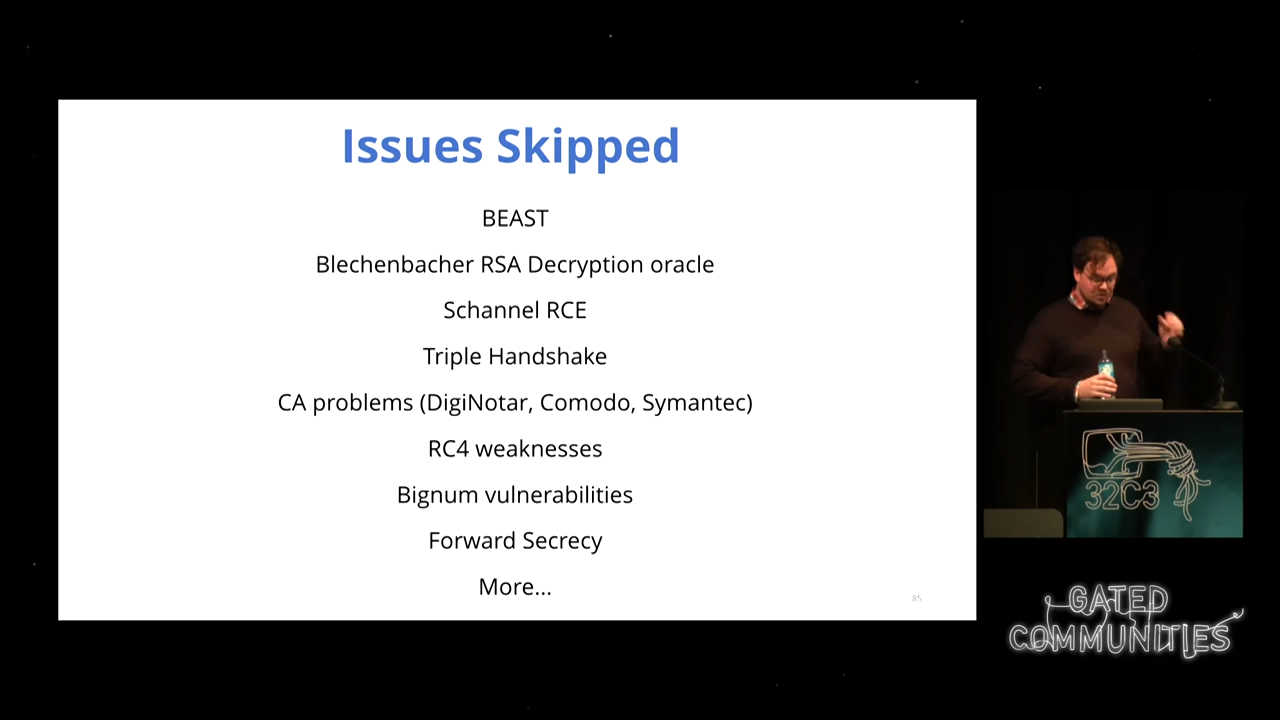 Issues Skipped
BEAST
Blechenbacher RSA Decryption oracle
Schannel RCE
Triple Handshake
CA problems (DigiNotar, Comodo, Symantec)
RC4 weaknesses
Bignum vulnerabilities
Forward Secrecy
More...
85
32C3
GATED
COMMUNITIES